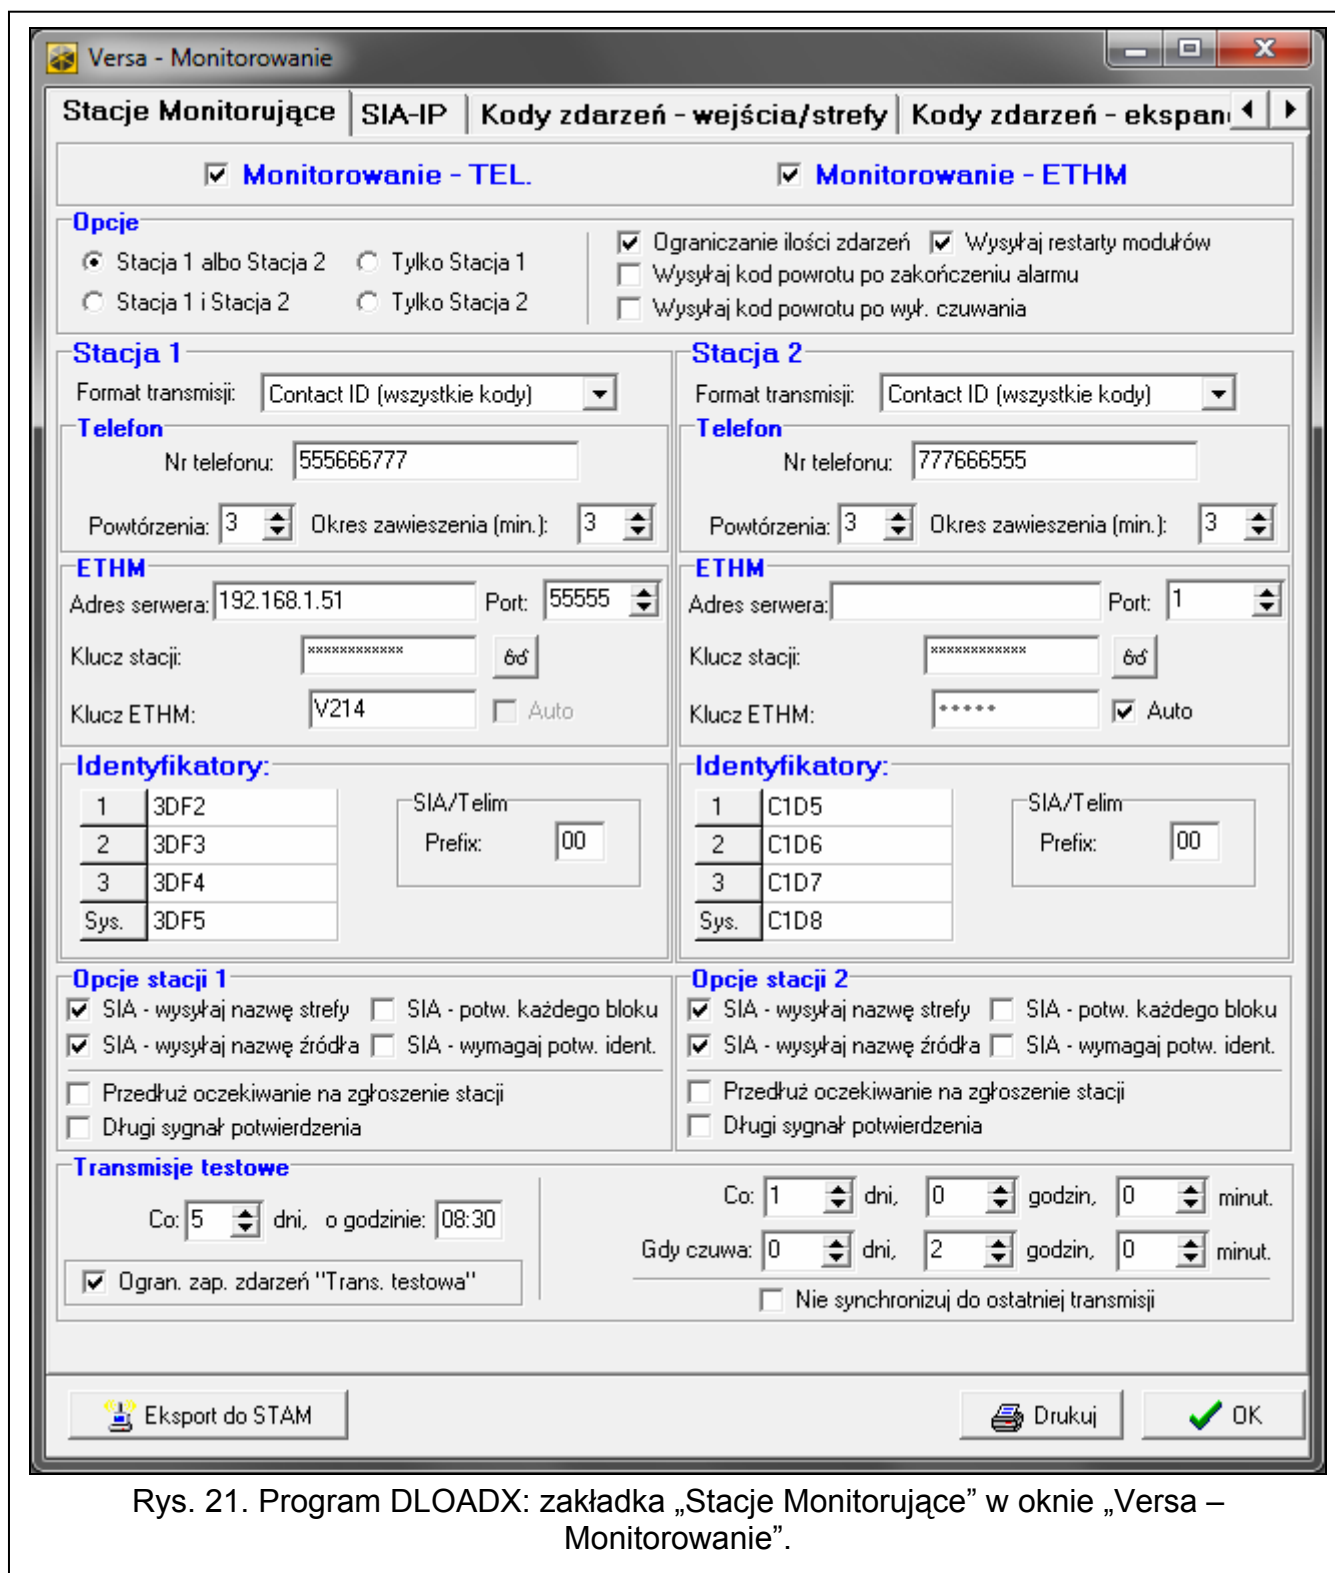 Versa - Monitorowanie
Stacje Monitorujące SIA-IP Kody zdarzeń - wejścia/strefy Kody zdarzeń - ekspan
Monitorowanie - TEL. Monitorowanie - ETHM
Opcje
Stacja 1 albo Stacja 2 Tylko Stacja 1
Stacja 1 i Stacja 2 Tylko Stacja 2
Ograniczanie ilości zdarzeń Wysyłaj restarty modułów
Wysyłaj kod powrotu po zakończeniu alarmu
Wysyłaj kod powrotu po wył. czuwania
Stacja 1
Format transmisji: Contact ID (wszystkie kody)
Telefon
Nr telefonu: 555666777
Powtórzenia: 3 Okres zawieszenia (min.): 3
ETHM
Adres serwera: 192.168.1.51 Port: 55555
Klucz stacji: ************
Klucz ETHM: V214 Auto
Identyfikatory:
1 3DF2
2 3DF3
3 3DF4
Sys. 3DF5
SIA/Telim
Prefix: 00
Stacja 2
Format transmisji: Contact ID (wszystkie kody)
Telefon
Nr telefonu: 777666555
Powtórzenia: 3 Okres zawieszenia (min.): 3
ETHM
Adres serwera: Port: 1
Klucz stacji: ************
Klucz ETHM: ***** Auto
Identyfikatory:
1 C1D5
2 C1D6
3 C1D7
Sys. C1D8
SIA/Telim
Prefix: 00
Opcje stacji 1
SIA - wysyłaj nazwę strefy SIA - potw. każdego bloku
SIA - wysyłaj nazwę źródła SIA - wymagaj potw. ident.
Przedłuż oczekiwanie na zgłoszenie stacji
Długi sygnał potwierdzenia
Opcje stacji 2
SIA - wysyłaj nazwę strefy SIA - potw. każdego bloku
SIA - wysyłaj nazwę źródła SIA - wymagaj potw. ident.
Przedłuż oczekiwanie na zgłoszenie stacji
Długi sygnał potwierdzenia
Transmisje testowe
Co: 5 dni, o godzinie: 08:30
Ogran. zap. zdarzeń "Trans. testowa"
Co: 1 dni, 0 godzin, 0 minut.
Gdy czuwa: 0 dni, 2 godzin, 0 minut.
Nie synchronizuj do ostatniej transmisji
Eksport do STAM Drukuj OK
Rys. 21. Program DLOADX: zakładka „Stacje Monitorujące” w oknie „Versa –
Monitorowanie”.